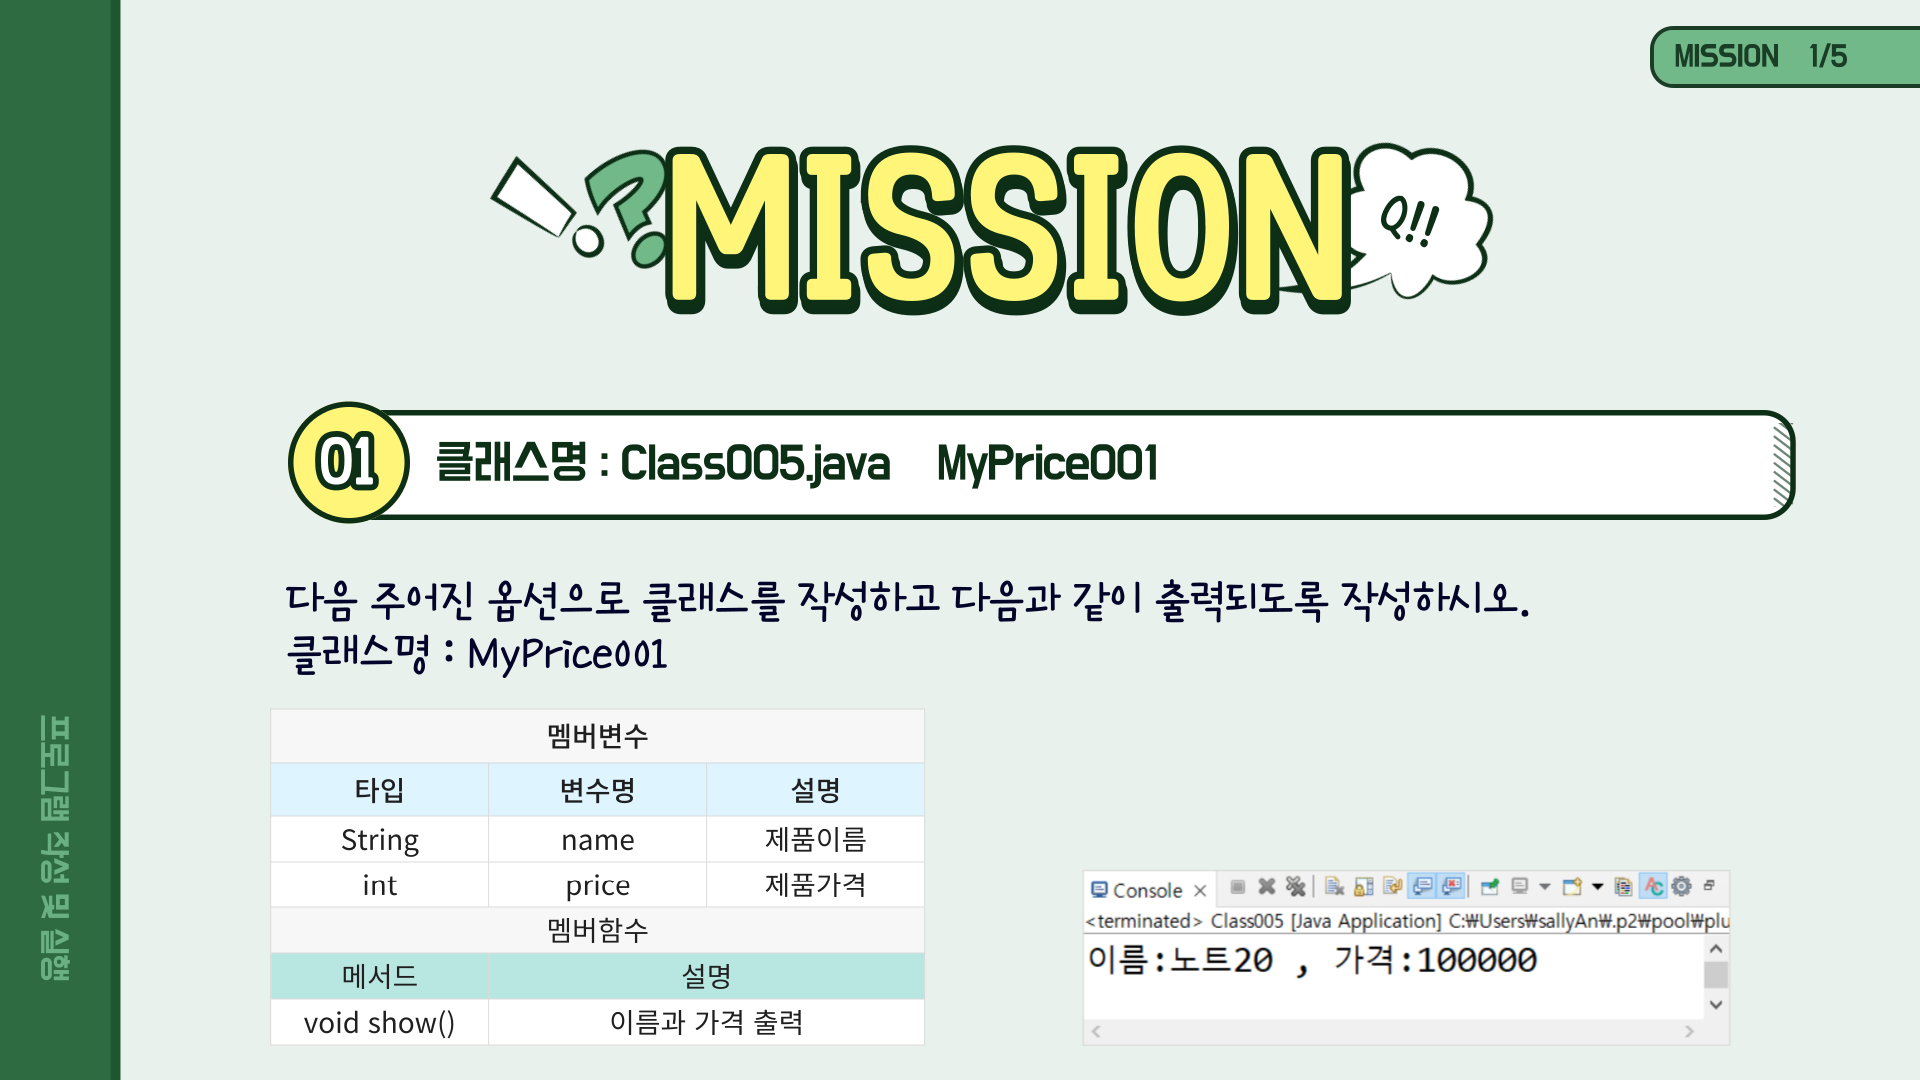 MISSION 1/5
MISSION
Q!!
01
클래스명 : Class005.java MyPrice001
다음 주어진 옵션으로 클래스를 작성하고 다음과 같이 출력되도록 작성하시오.
클래스명 : MyPrice001
멤버변수
타입 변수명 설명
String name 제품이름
int price 제품가격
멤버함수
메서드 설명
void show() 이름과 가격 출력
Console
<terminated> Class005 [Java Application] C:₩Users₩sallyAn₩.p2₩pool₩plu
이름:노트20 , 가격:100000
프로그램 작성 및 실행